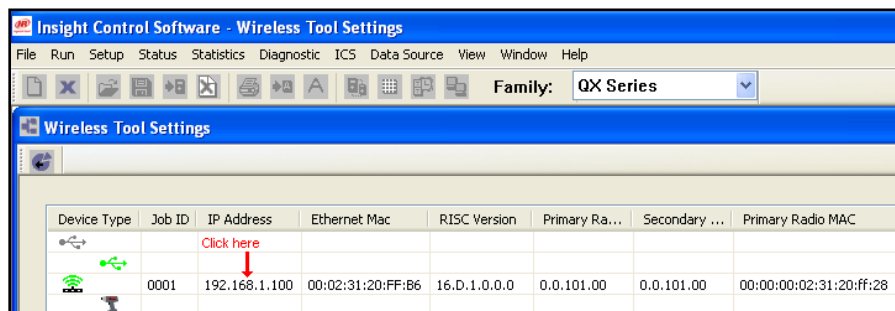 Insight Control Software - Wireless Tool Settings
File Run Setup Status Statistics Diagnostic ICS Data Source View Window Help
Family: QX Series
Wireless Tool Settings
Device Type Job ID IP Address Ethernet Mac RISC Version Primary Ra... Secondary ... Primary Radio MAC
Click here
0001 192.168.1.100 00:02:31:20:FF:B6 16.D.1.0.0.0 0.0.101.00 0.0.101.00 00:00:00:02:31:20:ff:28